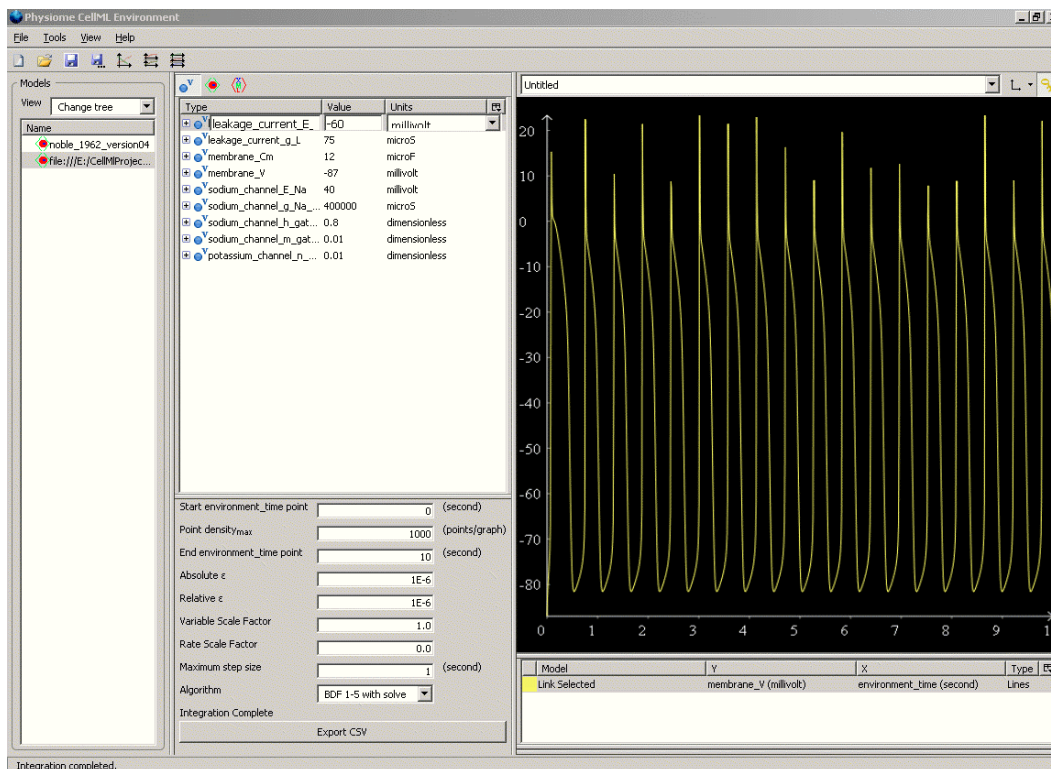 Physiome CellML Environment
File Tools View Help
Models
View Change tree
Name
noble_1962_version04
file:///E:/CellMlProjec...
Type Value Units
leakage_current_E_ -60 millivolt
leakage_current_g_L 75 microS
membrane_Cm 12 microF
membrane_V -87 millivolt
sodium_channel_E_Na 40 millivolt
sodium_channel_g_Na_... 400000 microS
sodium_channel_h_gat... 0.8 dimensionless
sodium_channel_m_gat... 0.01 dimensionless
potassium_channel_n_... 0.01 dimensionless
Start environment_time point 0 (second)
Point densitymax 1000 (points/graph)
End environment_time point 10 (second)
Absolute ε 1E-6
Relative ε 1E-6
Variable Scale Factor 1.0
Rate Scale Factor 0.0
Maximum step size 1 (second)
Algorithm BDF 1-5 with solve
Integration Complete
Export CSV
Untitled
20
10
0
-10
-20
-30
-40
-50
-60
-70
-80
0 1 2 3 4 5 6 7 8 9 1
Model Y X Type
Link Selected membrane_V (millivolt) environment_time (second) Lines
Integration completed.